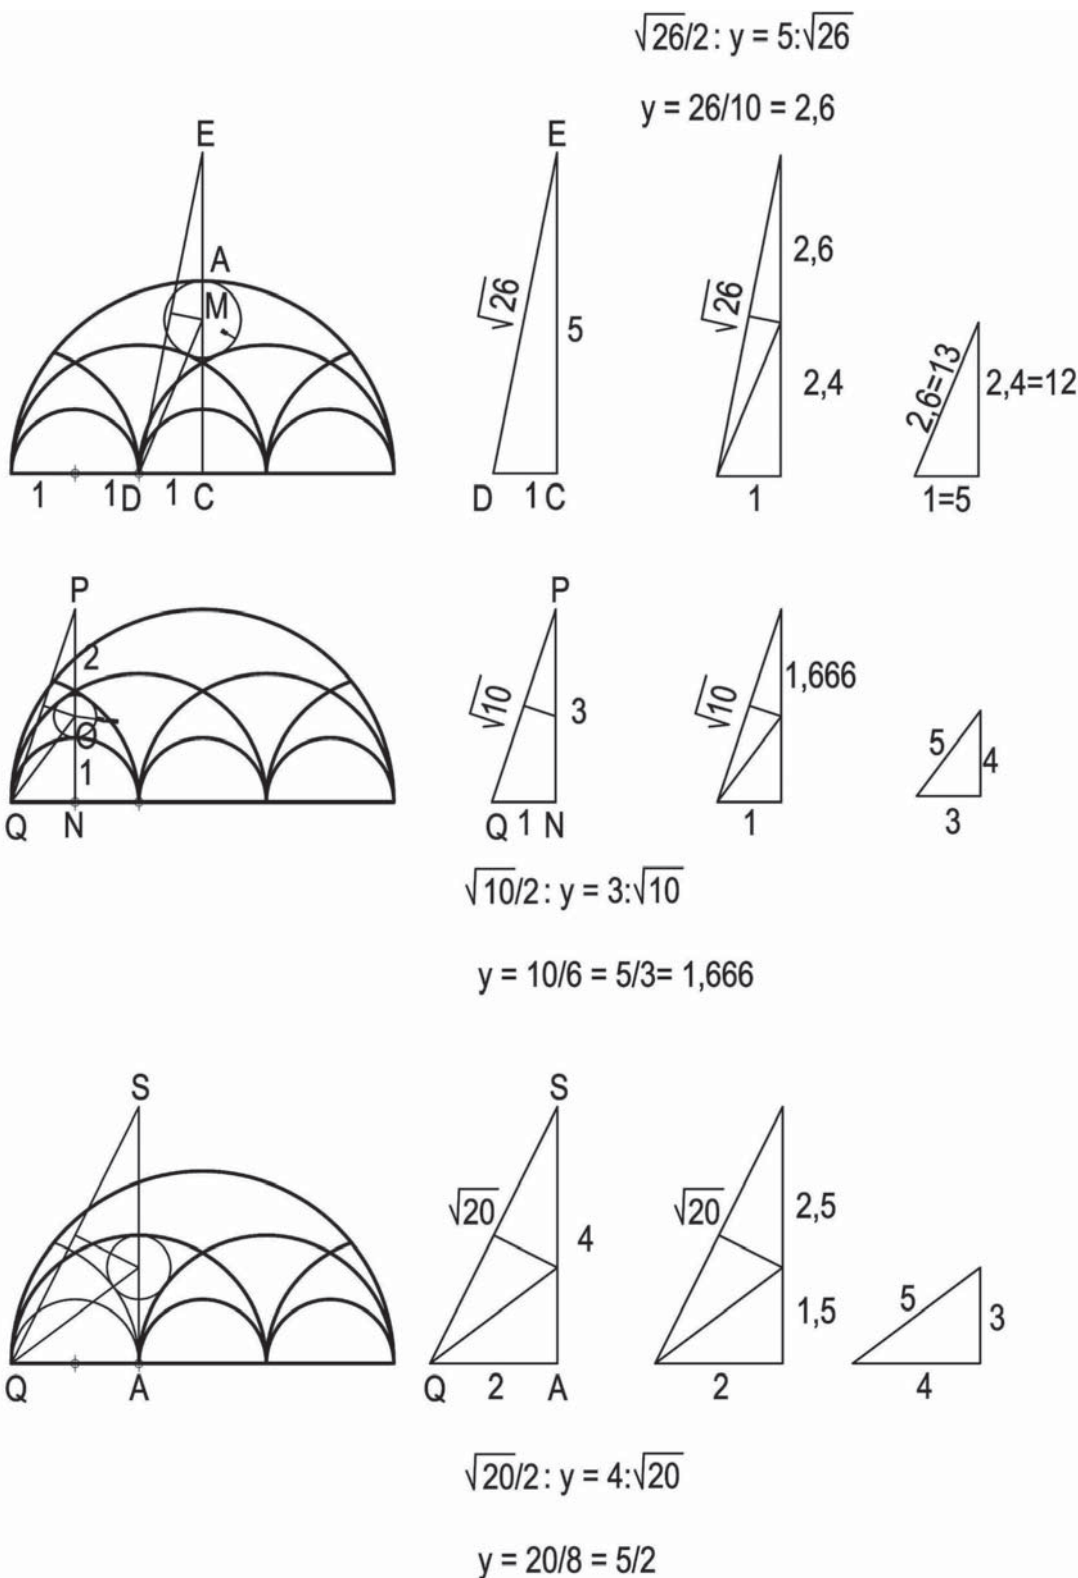 √26/2 : y = 5:√26
y = 26/10 = 2,6
E
A
M
r
1 1 D 1 C
E
√26
5
D 1 C
√26
2,6
2,4
1
2,6=13
2,4=12
1=5
P
2
O
1
Q N
P
√10
3
Q 1 N
√10
1,666
1
5
4
3
√10/2 : y = 3:√10
y = 10/6 = 5/3= 1,666
S
Q A
S
√20
4
Q 2 A
√20
2,5
1,5
2
5
3
4
√20/2 : y = 4:√20
y = 20/8 = 5/2